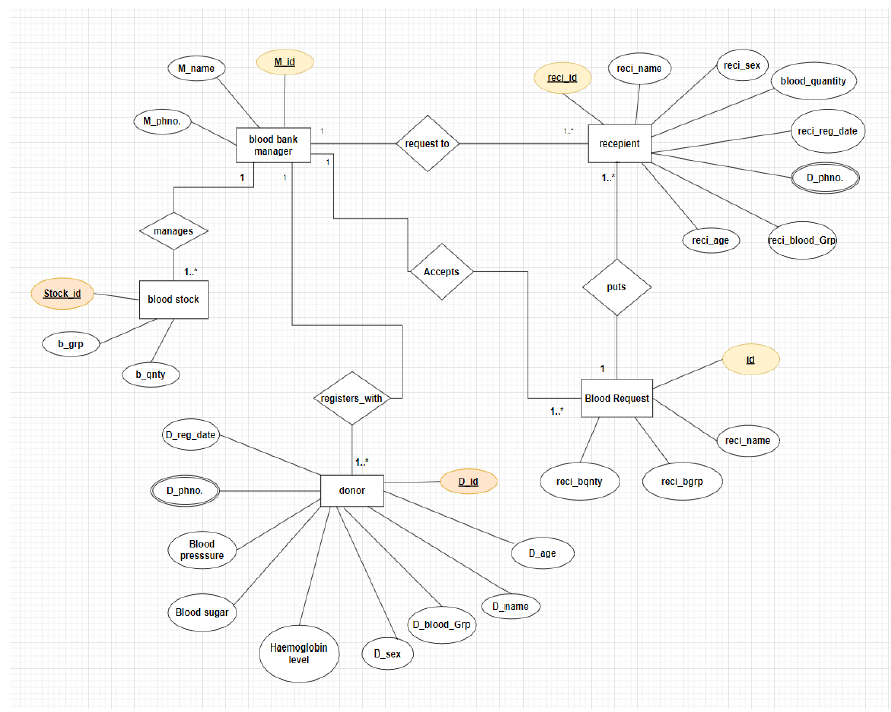 M_name
M_id
reci_id
reci_name
reci_sex
blood_quantity
M_phno.
blood bank
manager
1
request to
1..*
recepient
reci_reg_date
D_phno.
1
1
1
1..*
manages
reci_age
reci_blood_Grp
Accepts
1..*
puts
Stock_id
blood stock
b_grp
b_qnty
1
id
registers_with
Blood Request
1..*
D_reg_date
reci_name
1..*
D_phno.
donor
D_id
reci_bqnty
reci_bgrp
Blood
presssure
D_age
Blood sugar
D_name
D_blood_Grp
Haemoglobin
level
D_sex